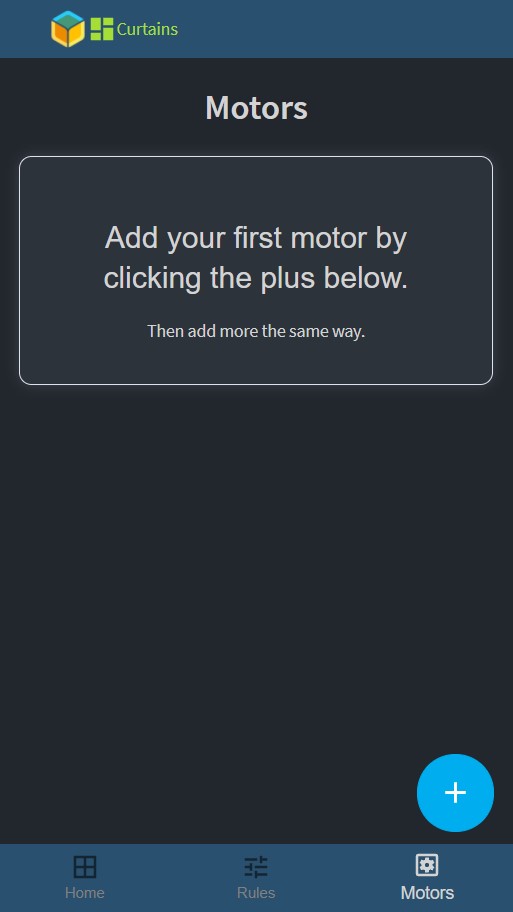 Curtains
Motors
Add your first motor by
clicking the plus below.
Then add more the same way.
Home
Rules
Motors